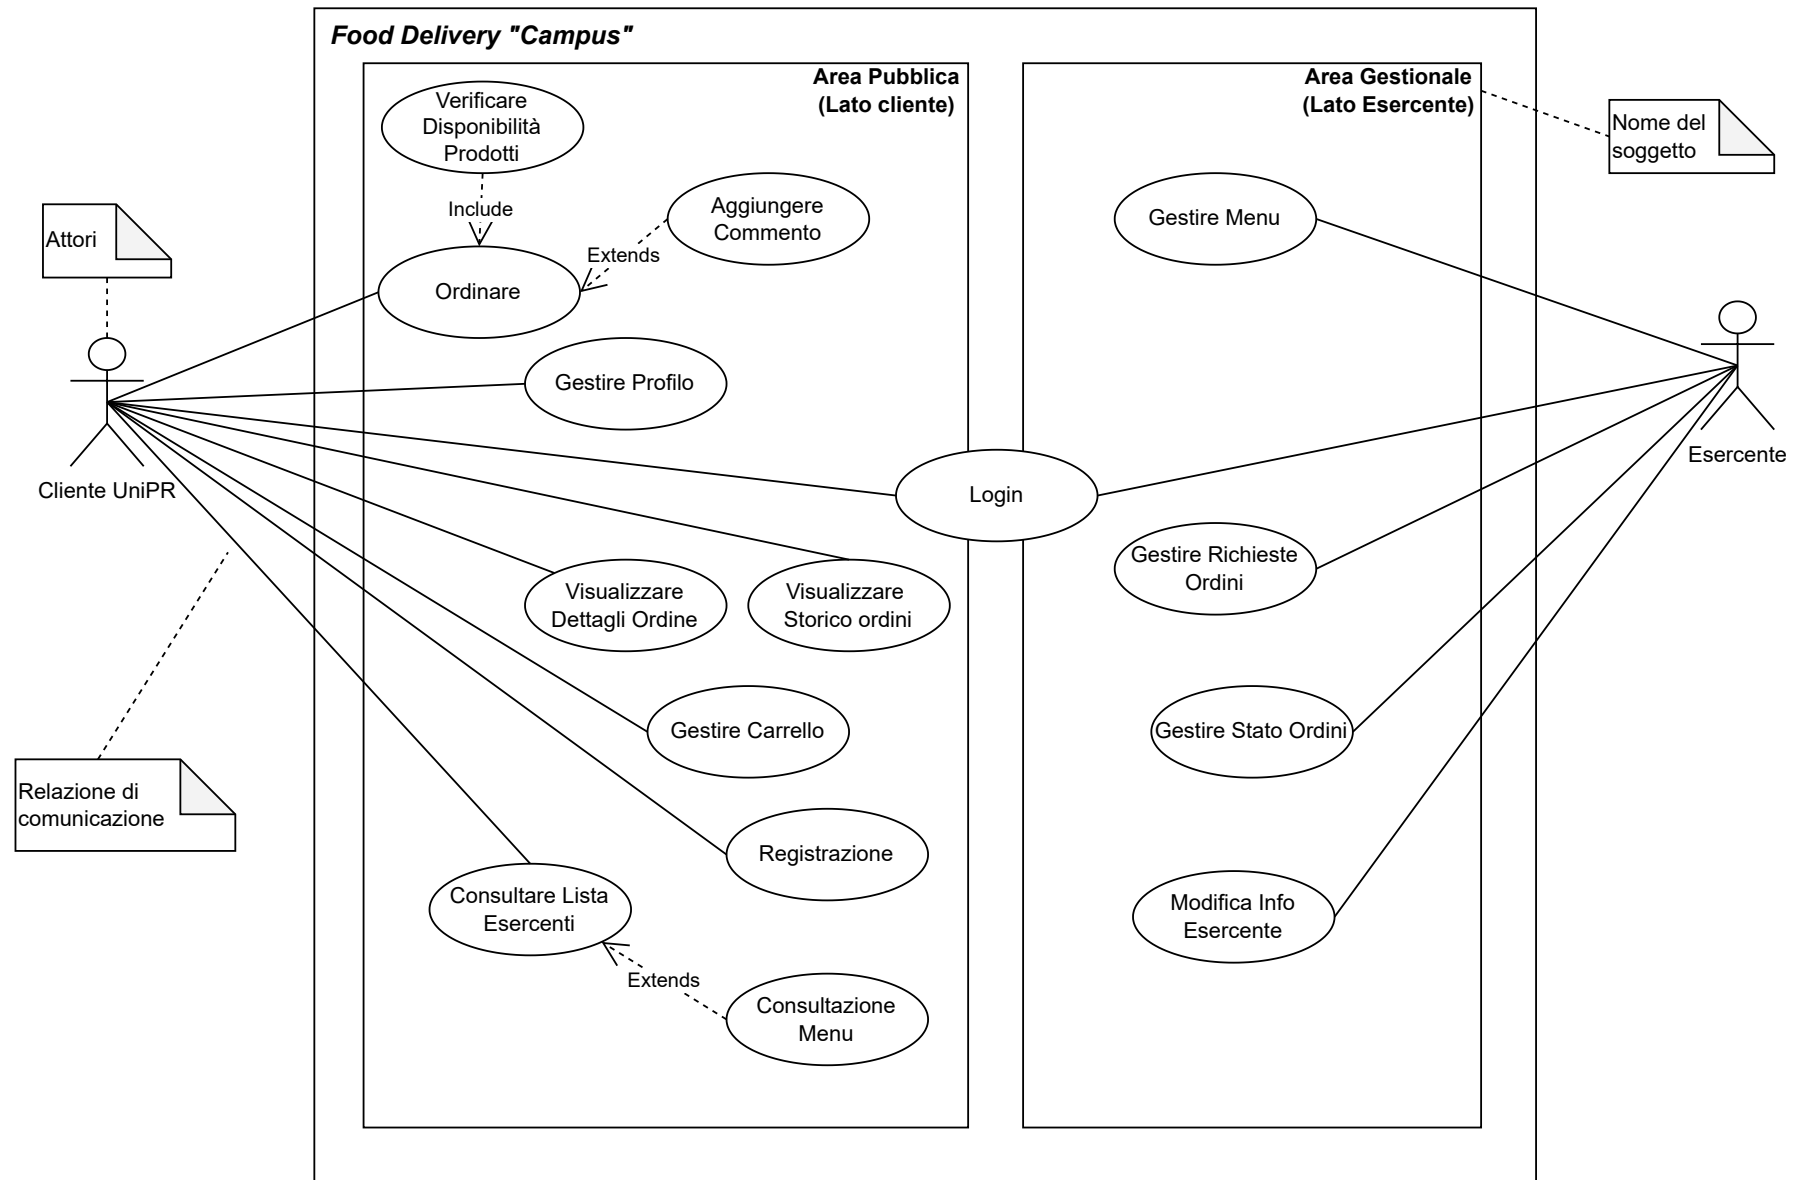 Food Delivery "Campus"
Area Pubblica
(Lato cliente)
Area Gestionale
(Lato Esercente)
Verificare
Disponibilità
Prodotti
Nome del
soggetto
Include
Aggiungere
Commento
Gestire Menu
Attori
Extends
Ordinare
Gestire Profilo
Cliente UniPR
Login
Esercente
Gestire Richieste
Ordini
Visualizzare
Dettagli Ordine
Visualizzare
Storico ordini
Gestire Carrello
Gestire Stato Ordini
Relazione di
comunicazione
Registrazione
Consultare Lista
Esercenti
Modifica Info
Esercente
Extends
Consultazione
Menu